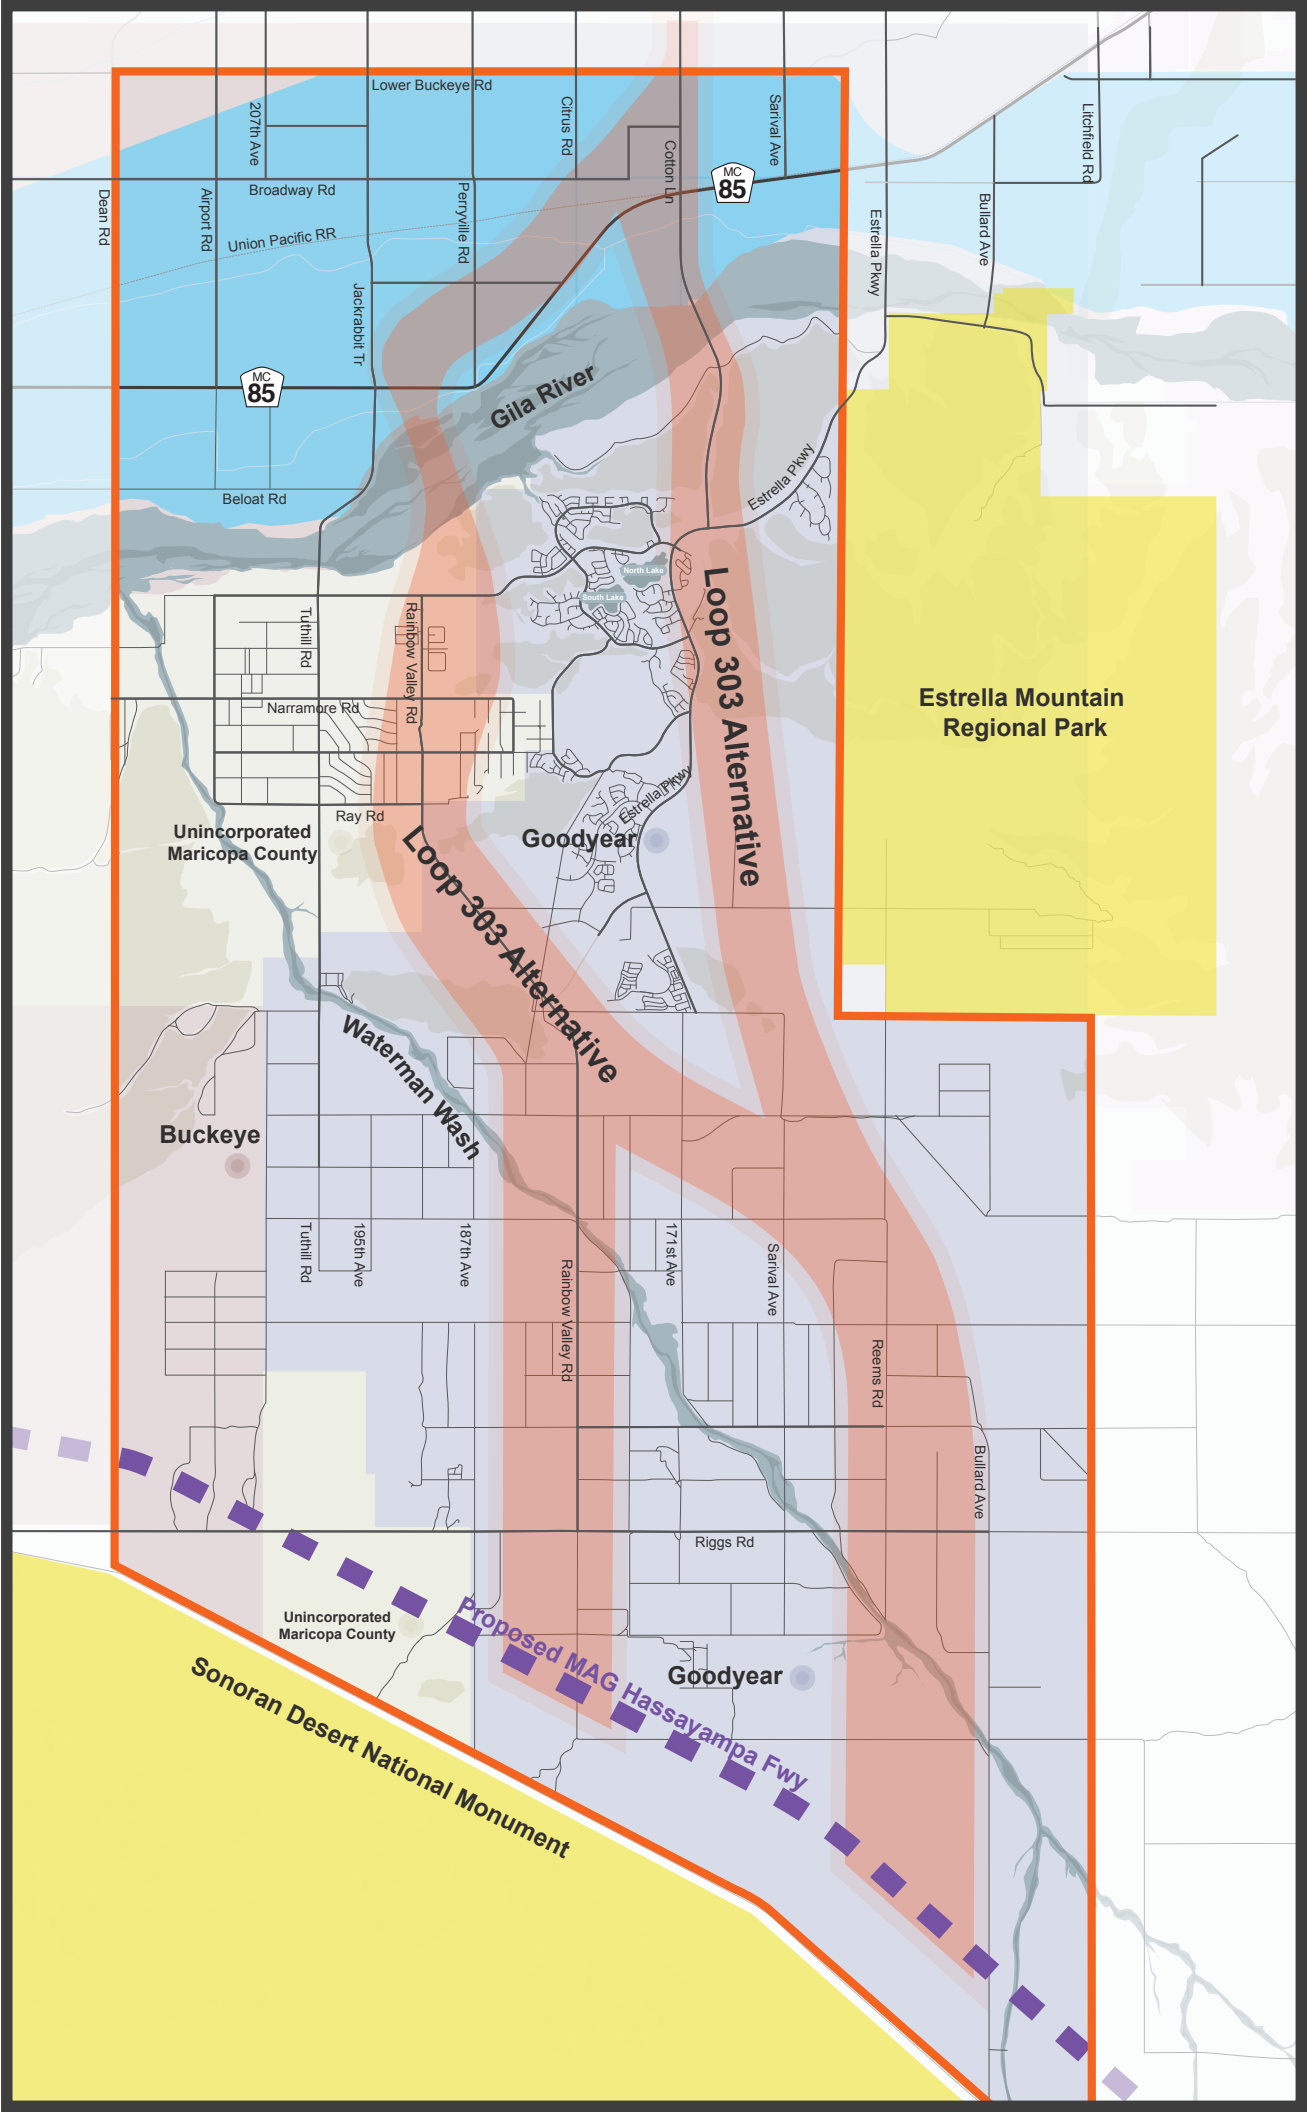 Lower Buckeye Rd
207th Ave
Citrus Rd
Sarival Ave
Litchfield Rd
Cotton Ln
MC
85
Broadway Rd
Dean Rd
Airport Rd
Perryville Rd
Estrella Pkwy
Bullard Ave
Union Pacific RR
Jackrabbit Tr
MC
85
Gila River
Beloat Rd
Estrella Pkwy
North Lake
South Lake
Tuthill Rd
Rainbow Valley Rd
Loop 303 Alternative
Estrella Mountain
Regional Park
Narramore Rd
Estrella Pkwy
Ray Rd
Unincorporated
Maricopa County
Goodyear
Loop 303 Alternative
Waterman Wash
Buckeye
Tuthill Rd
195th Ave
187th Ave
Rainbow Valley Rd
171st Ave
Sarival Ave
Reems Rd
Bullard Ave
Riggs Rd
Proposed MAG Hassayampa Fwy
Unincorporated
Maricopa County
Goodyear
Sonoran Desert National Monument